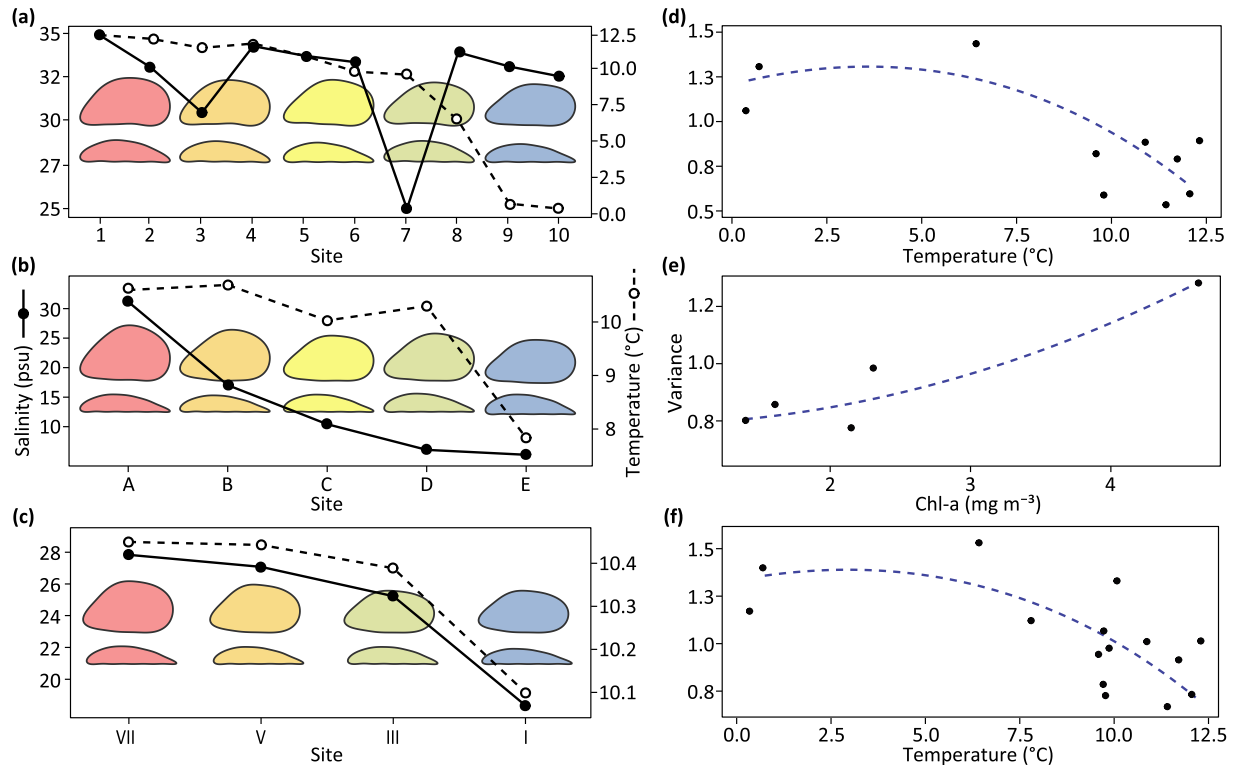 (a)
35
32
30
27
25
12.5
10.0
7.5
5.0
2.5
0.0
1 2 3 4 5 6 7 8 9 10
Site
(b)
Salinity (psu)
30
25
20
15
10
10
9
8
Temperature (°C)
A B C D E
Site
(c)
28
26
24
22
20
10.4
10.3
10.2
10.1
VII V III I
Site
(d)
1.5
1.3
1.0
0.8
0.5
0.0 2.5 5.0 7.5 10.0 12.5
Temperature (°C)
(e)
Variance
1.2
1.0
0.8
2 3 4
Chl-a (mg m⁻³)
(f)
1.5
1.3
1.0
0.8
0.0 2.5 5.0 7.5 10.0 12.5
Temperature (°C)